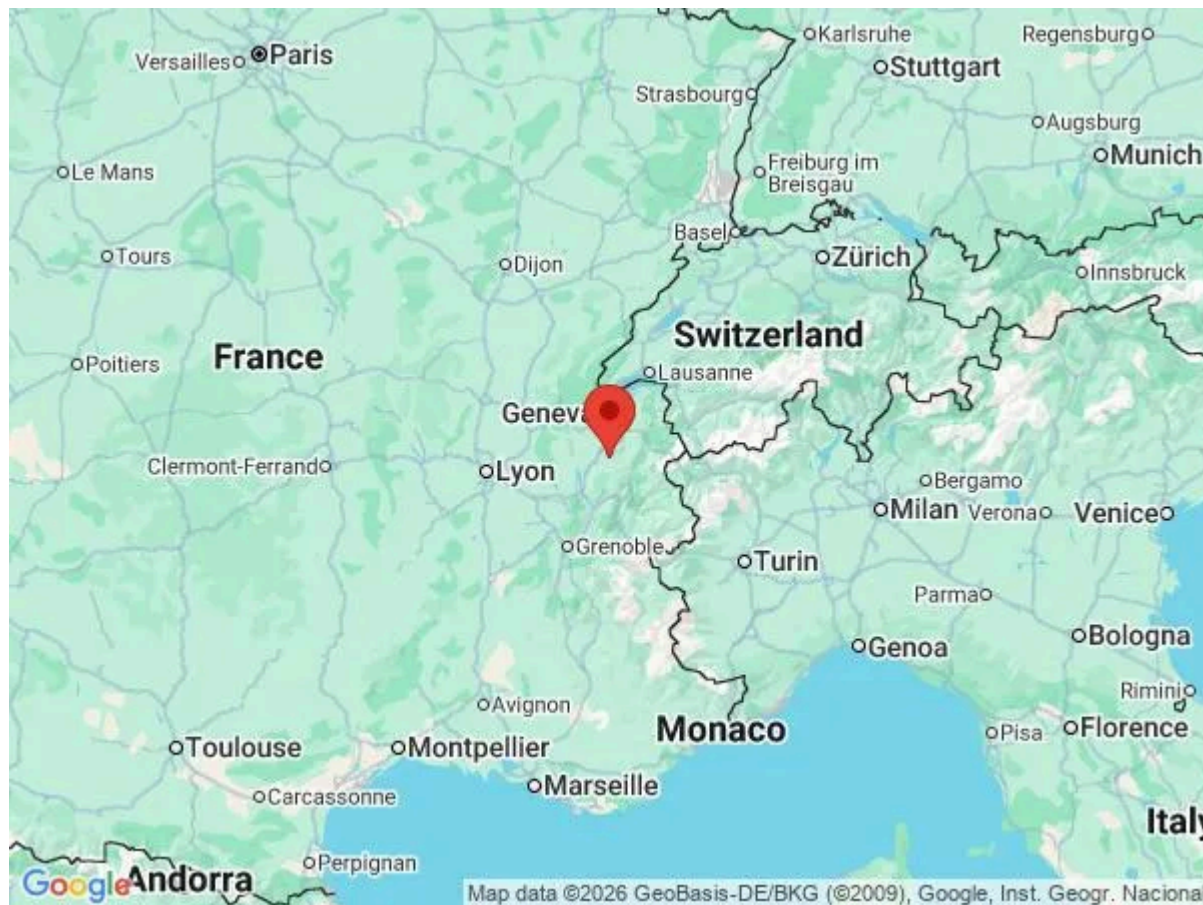 Karlsruhe
Regensburg
Versailles
Paris
Stuttgart
Strasbourg
Augsburg
Munich
Le Mans
Freiburg im
Breisgau
Basel
Tours
Dijon
Zürich
Innsbruck
Switzerland
France
Poitiers
Lausanne
Geneva
Clermont-Ferrand
Lyon
Bergamo
Milan
Verona
Venice
Grenoble
Turin
Parma
Genoa
Bologna
Rimini
Avignon
Monaco
Pisa
Florence
Toulouse
Montpellier
Marseille
Carcassonne
Italy
Perpignan
Andorra
Google
Map data ©2026 GeoBasis-DE/BKG (©2009), Google, Inst. Geogr. Nacional